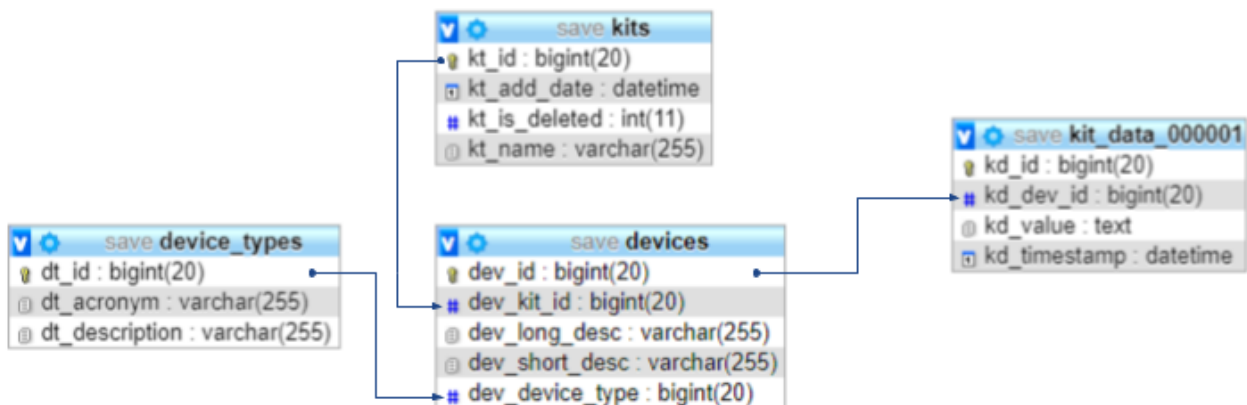 save kits
kt_id : bigint(20)
kt_add_date : datetime
kt_is_deleted : int(11)
kt_name : varchar(255)
save kit_data_000001
kd_id : bigint(20)
kd_dev_id : bigint(20)
kd_value : text
kd_timestamp : datetime
save device_types
dt_id : bigint(20)
dt_acronym : varchar(255)
dt_description : varchar(255)
save devices
dev_id : bigint(20)
dev_kit_id : bigint(20)
dev_long_desc : varchar(255)
dev_short_desc : varchar(255)
dev_device_type : bigint(20)